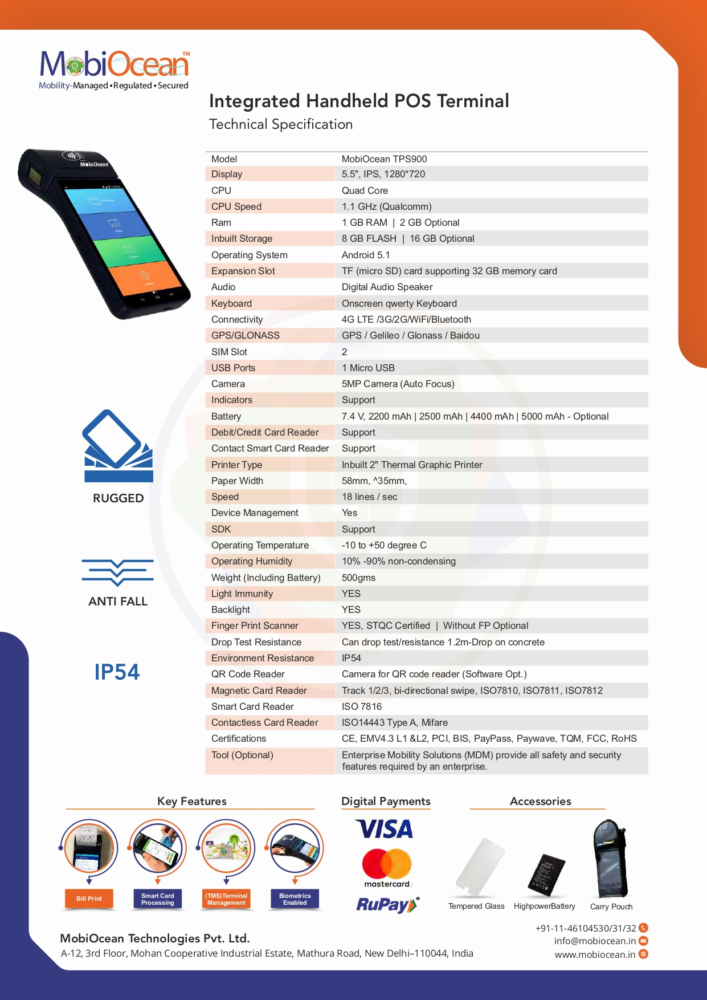 MobiOcean™
Mobility-Managed • Regulated • Secured
Integrated Handheld POS Terminal
Technical Specification
MobiOcean
Model MobiOcean TPS900
Display 5.5", IPS, 1280*720
CPU Quad Core
CPU Speed 1.1 GHz (Qualcomm)
Ram 1 GB RAM | 2 GB Optional
Inbuilt Storage 8 GB FLASH | 16 GB Optional
Operating System Android 5.1
Expansion Slot TF (micro SD) card supporting 32 GB memory card
Audio Digital Audio Speaker
Keyboard Onscreen qwerty Keyboard
Connectivity 4G LTE /3G/2G/WiFi/Bluetooth
GPS/GLONASS GPS / Gelileo / Glonass / Baidou
SIM Slot 2
USB Ports 1 Micro USB
Camera 5MP Camera (Auto Focus)
Indicators Support
Battery 7.4 V, 2200 mAh | 2500 mAh | 4400 mAh | 5000 mAh - Optional
Debit/Credit Card Reader Support
Contact Smart Card Reader Support
Printer Type Inbuilt 2" Thermal Graphic Printer
Paper Width 58mm, ^35mm,
Speed 18 lines / sec
Device Management Yes
SDK Support
Operating Temperature -10 to +50 degree C
Operating Humidity 10% -90% non-condensing
Weight (Including Battery) 500gms
Light Immunity YES
Backlight YES
Finger Print Scanner YES, STQC Certified | Without FP Optional
Drop Test Resistance Can drop test/resistance 1.2m-Drop on concrete
Environment Resistance IP54
QR Code Reader Camera for QR code reader (Software Opt.)
Magnetic Card Reader Track 1/2/3, bi-directional swipe, ISO7810, ISO7811, ISO7812
Smart Card Reader ISO 7816
Contactless Card Reader ISO14443 Type A, Mifare
Certifications CE, EMV4.3 L1 &L2, PCI, BIS, PayPass, Paywave, TQM, FCC, RoHS
Tool (Optional) Enterprise Mobility Solutions (MDM) provide all safety and security
features required by an enterprise.
RUGGED
ANTI FALL
IP54
Key Features
Bill Print
Smart Card
Processing
(TMS)Terminal
Management
Biometrics
Enabled
Digital Payments
VISA
mastercard.
RuPay
Accessories
MobiOcean
Tempered Glass
HighpowerBattery
Carry Pouch
MobiOcean Technologies Pvt. Ltd.
A-12, 3rd Floor, Mohan Cooperative Industrial Estate, Mathura Road, New Delhi–110044, India
+91-11-46104530/31/32
info@mobiocean.in
www.mobiocean.in